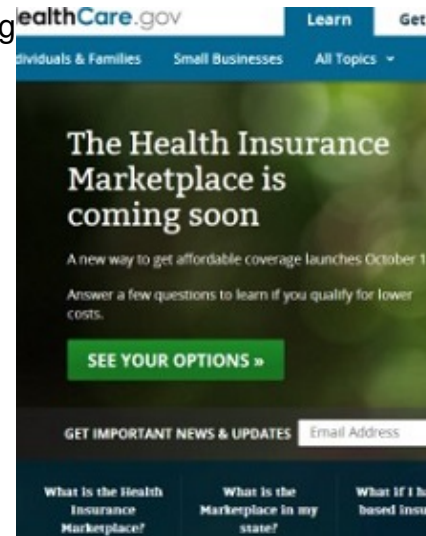 g
ealthCare.gov
Learn
Get
dividuals & Families Small Businesses All Topics
The Health Insurance
Marketplace is
coming soon
A new way to get affordable coverage launches October 1
Answer a few questions to learn if you qualify for lower
costs.
SEE YOUR OPTIONS »
GET IMPORTANT NEWS & UPDATES Email Address
What is the Health
Insurance
Marketplace?
What is the
Marketplace in my
state?
What if I ha
based insu